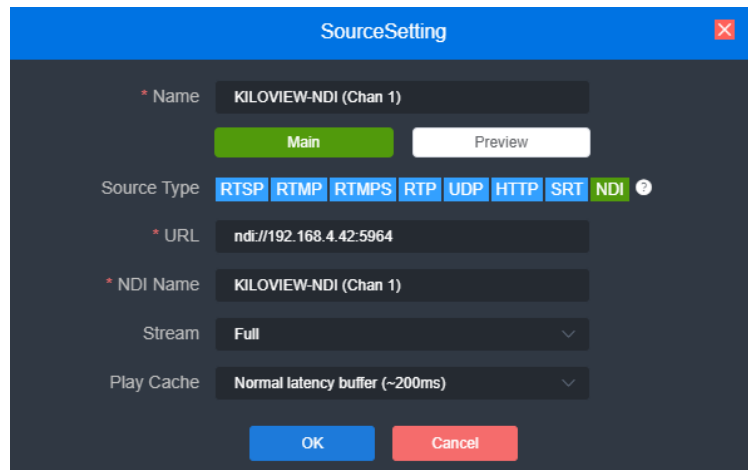 SourceSetting
* Name KILOVIEW-NDI (Chan 1)
Main Preview
Source Type RTSP RTMP RTMPS RTP UDP HTTP SRT NDI ?
* URL ndi://192.168.4.42:5964
* NDI Name KILOVIEW-NDI (Chan 1)
Stream Full
Play Cache Normal latency buffer (~200ms)
OK Cancel